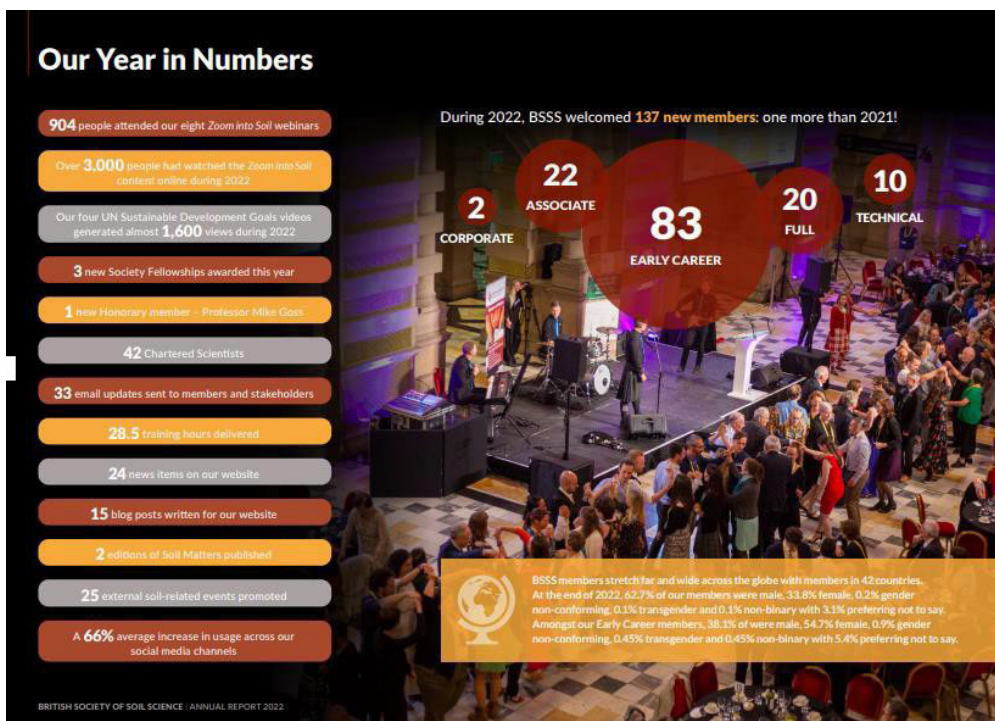 Our Year in Numbers
904 people attended our eight Zoom into Soil webinars
Over 3,000 people had watched the Zoom into Soil
content online during 2022
Our four UN Sustainable Development Goals videos
generated almost 1,600 views during 2022
3 new Society Fellowships awarded this year
1 new Honorary member – Professor Mike Goss
42 Chartered Scientists
33 email updates sent to members and stakeholders
28.5 training hours delivered
24 news items on our website
15 blog posts written for our website
2 editions of Soil Matters published
25 external soil-related events promoted
A 66% average increase in usage across our
social media channels
During 2022, BSSS welcomed 137 new members: one more than 2021!
2
CORPORATE
22
ASSOCIATE
83
EARLY CAREER
20
FULL
10
TECHNICAL
BSSS members stretch far and wide across the globe with members in 42 countries.
At the end of 2022, 62.7% of our members were male, 33.8% female, 0.2% gender
non-conforming, 0.1% transgender and 0.1% non-binary with 3.1% preferring not to say.
Amongst our Early Career members, 38.1% of were male, 54.7% female, 0.9% gender
non-conforming, 0.45% transgender and 0.45% non-binary with 5.4% preferring not to say.
BRITISH SOCIETY OF SOIL SCIENCE | ANNUAL REPORT 2022